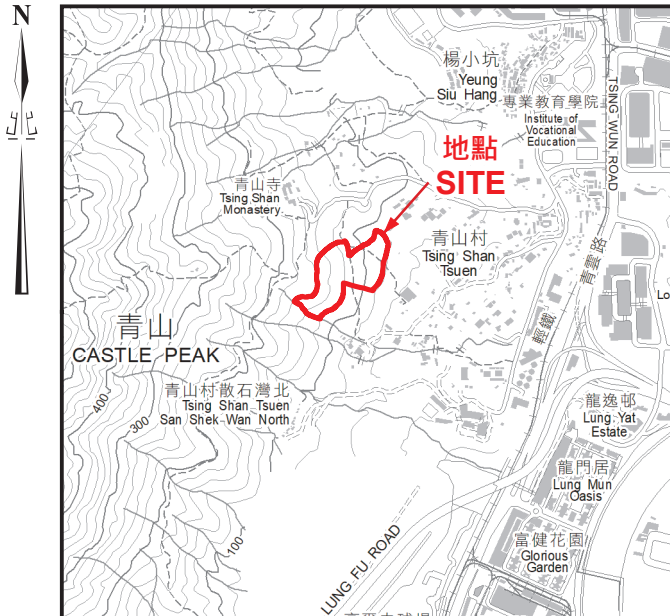 N
楊小坑
Yeung
Siu Hang
專業教育學院
Institute of
Vocational
Education
TSING WUN ROAD
地點
SITE
青山寺
Tsing Shan
Monastery
青山村
Tsing Shan
Tsuen
青雲路
輕鐵
Lo
青山
CASTLE PEAK
青山村散石灣北
Tsing Shan Tsuen
San Shek Wan North
400
300
100
龍逸邨
Lung Yat
Estate
龍門居
Lung Mun
Oasis
富健花園
Glorious
Garden
LUNG FU ROAD